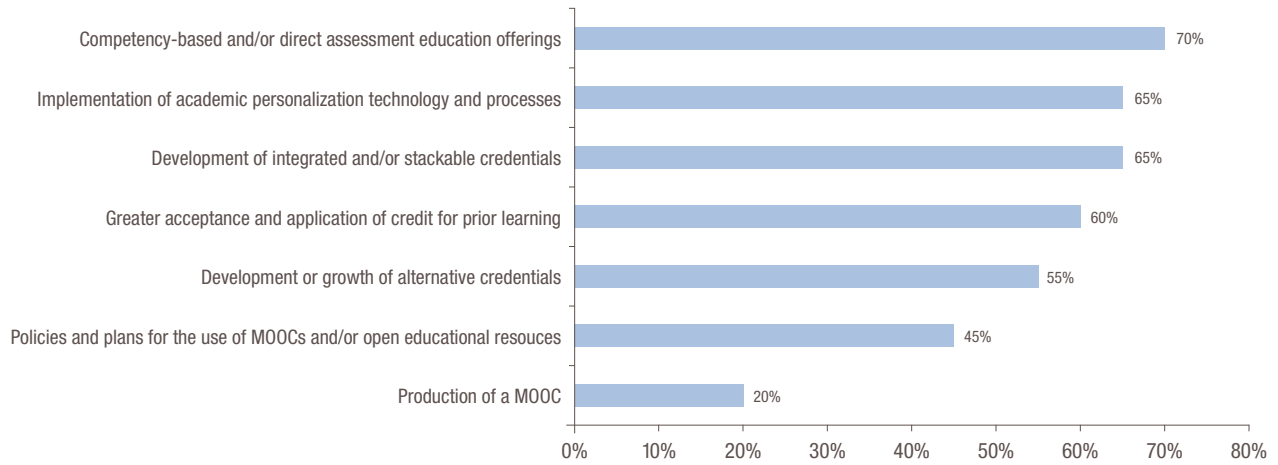 Competency-based and/or direct assessment education offerings 70%
Implementation of academic personalization technology and processes 65%
Development of integrated and/or stackable credentials 65%
Greater acceptance and application of credit for prior learning 60%
Development or growth of alternative credentials 55%
Policies and plans for the use of MOOCs and/or open educational resouces 45%
Production of a MOOC 20%
0% 10% 20% 30% 40% 50% 60% 70% 80%